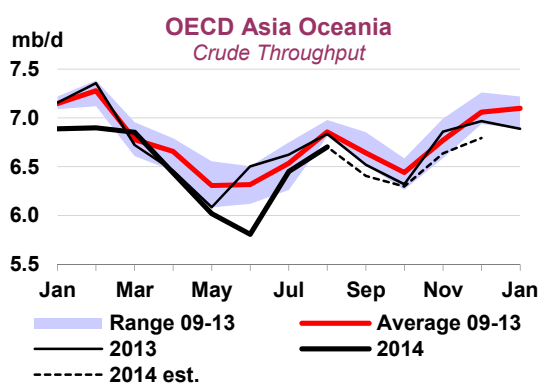 OECD Asia Oceania
mb/d
Crude Throughput
7.5
7.0
6.5
6.0
5.5
Jan Mar May Jul Sep Nov Jan
Range 09-13 Average 09-13
2013 2014
2014 est.